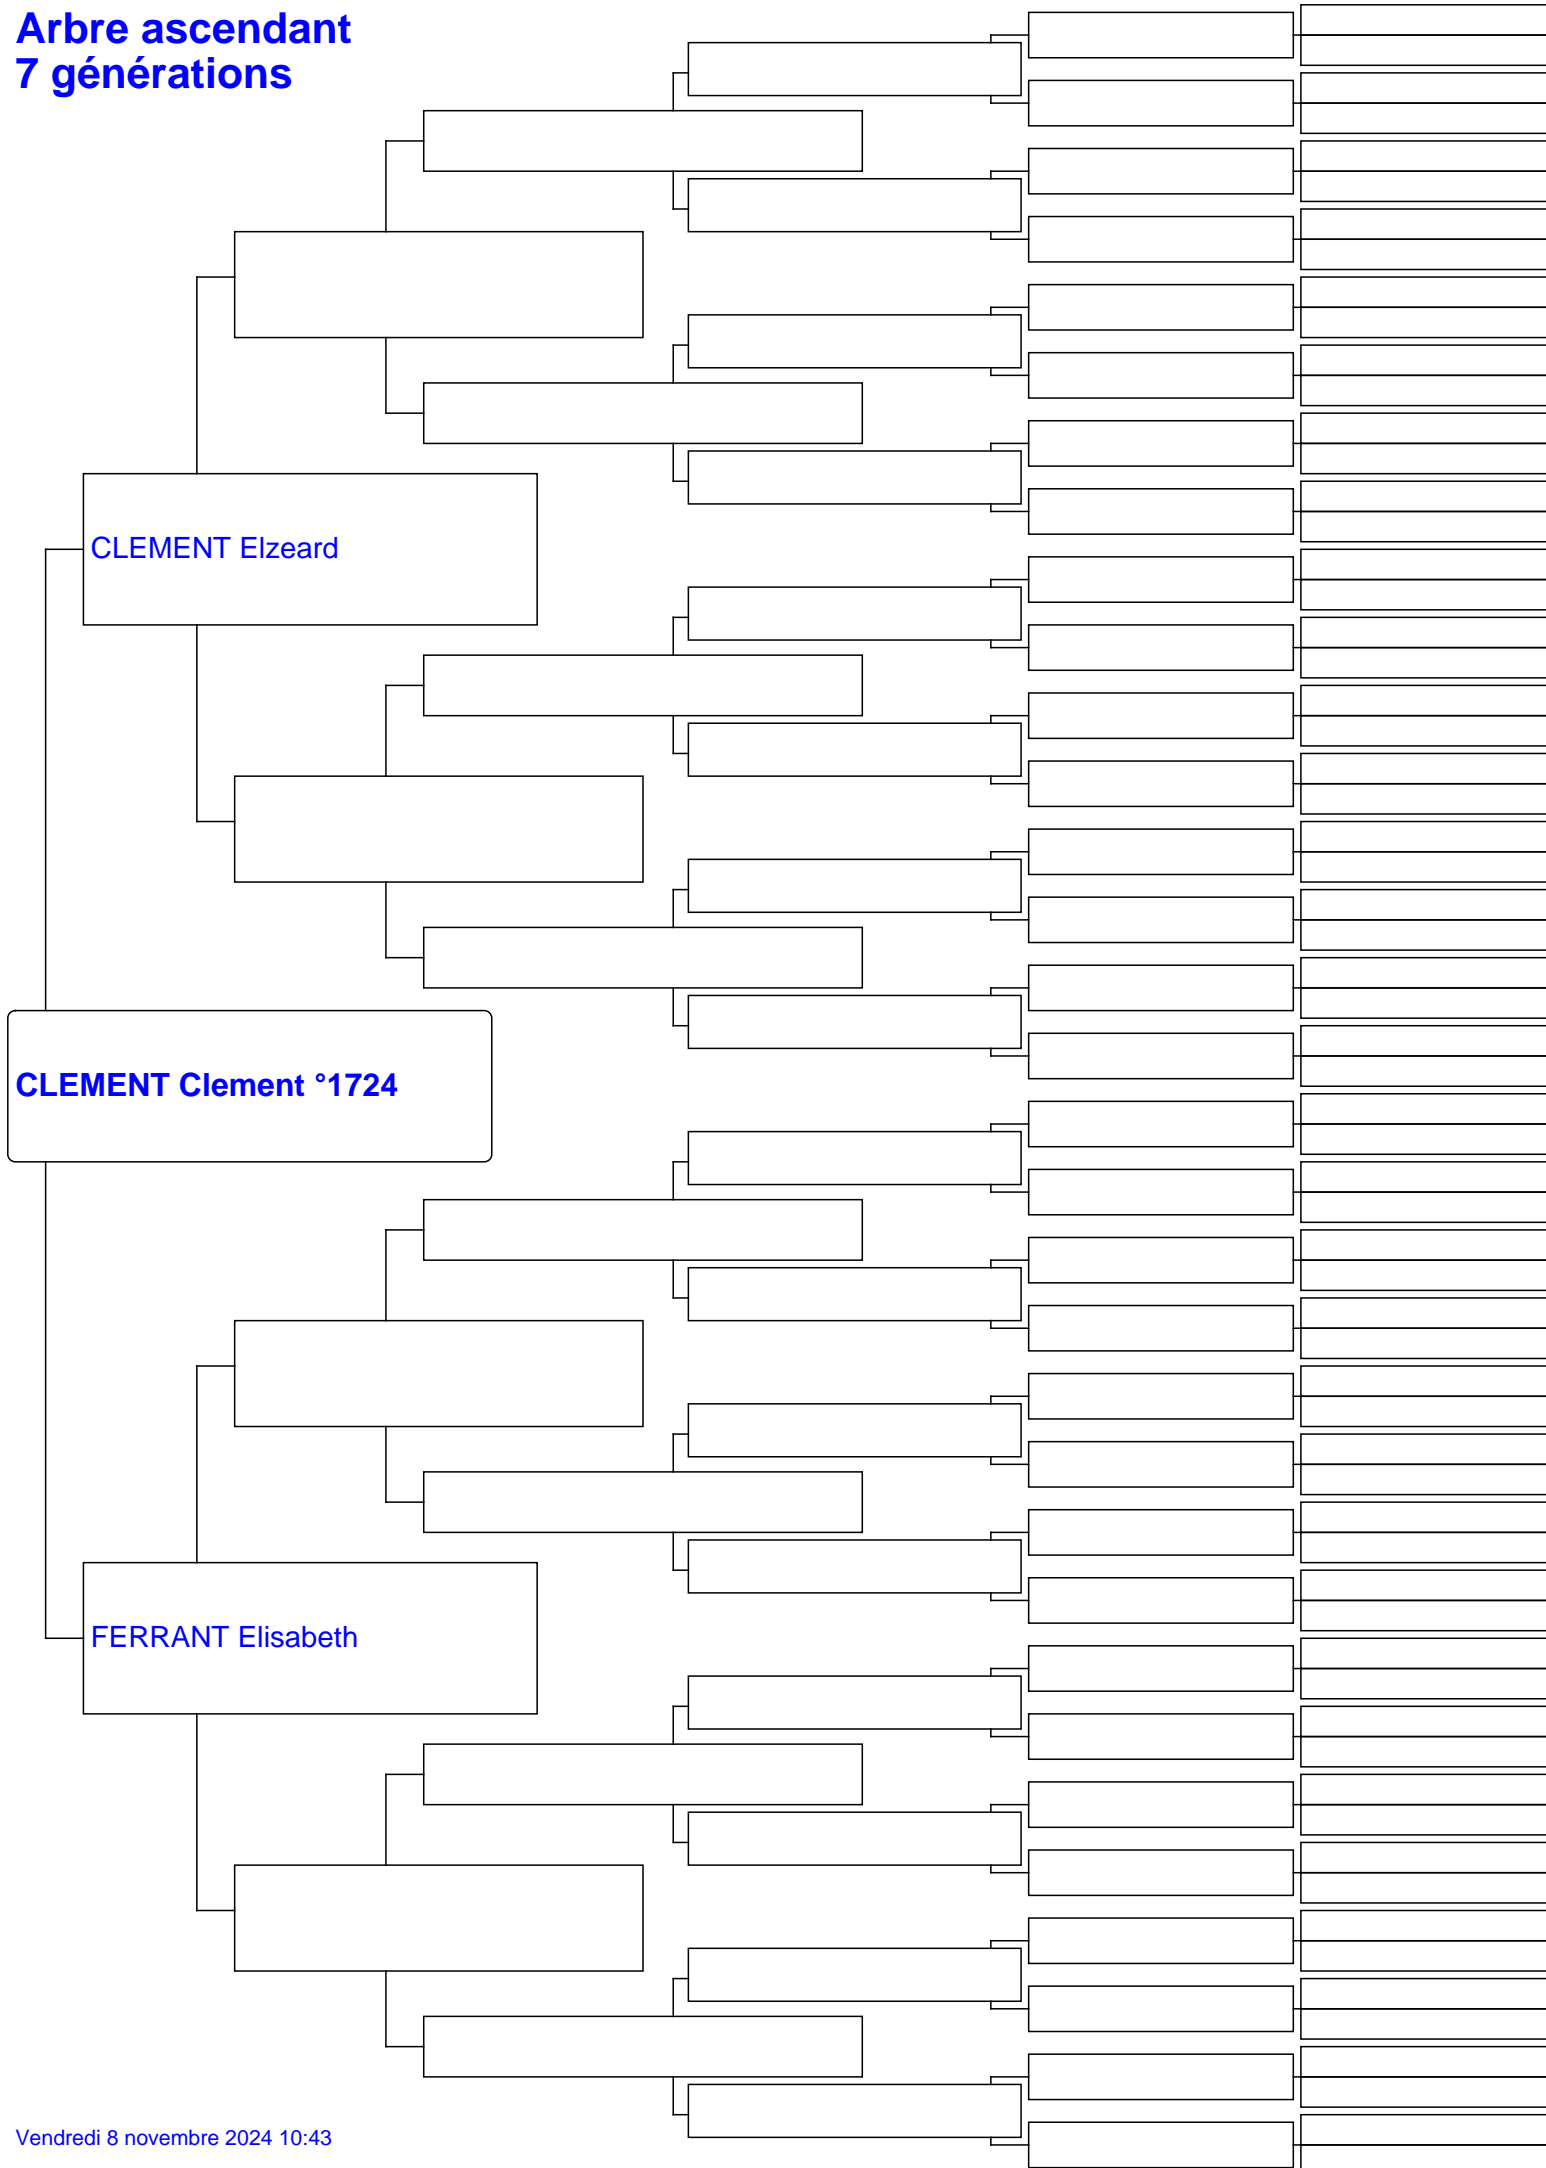 Arbre ascendant
7 générations
CLEMENT Elzeard
CLEMENT Clement °1724
FERRANT Elisabeth
Vendredi 8 novembre 2024 10:43